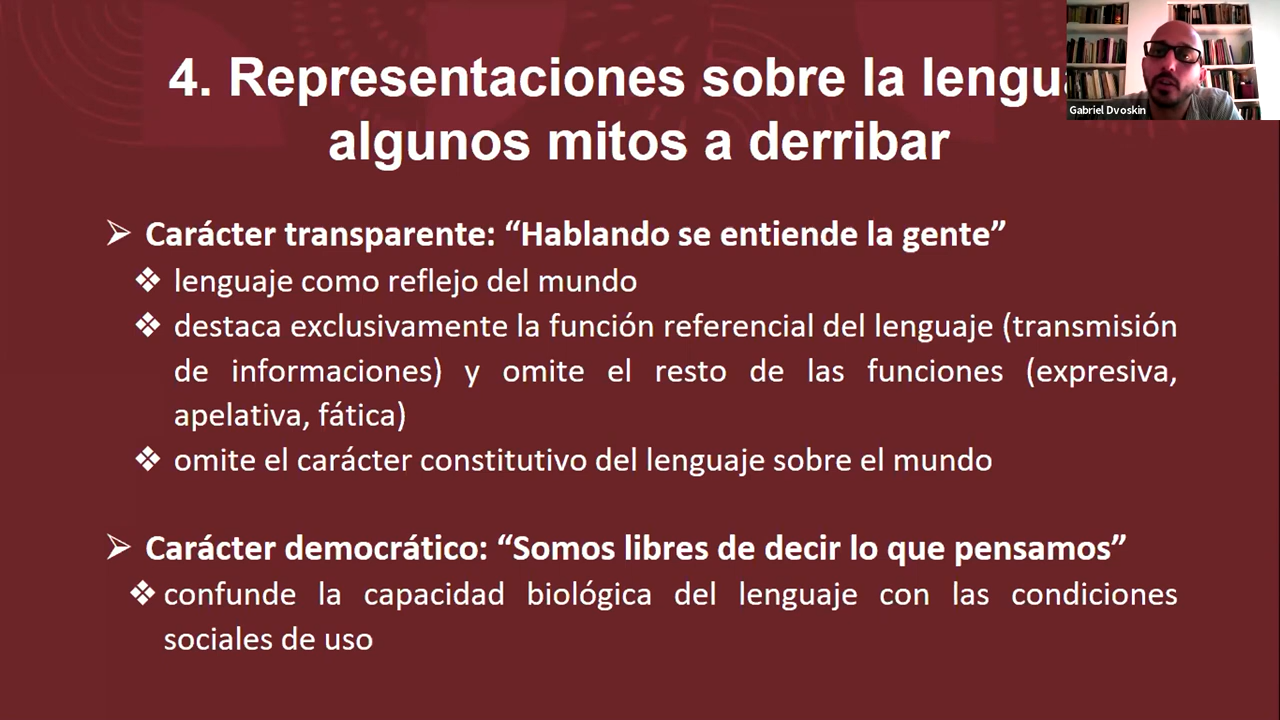 4. Representaciones sobre la lengu
algunos mitos a derribar
Gabriel Dvoskin
➢ Carácter transparente: “Hablando se entiende la gente”
❖ lenguaje como reflejo del mundo
❖ destaca exclusivamente la función referencial del lenguaje (transmisión
de informaciones) y omite el resto de las funciones (expresiva,
apelativa, fática)
❖ omite el carácter constitutivo del lenguaje sobre el mundo
➢ Carácter democrático: “Somos libres de decir lo que pensamos”
❖ confunde la capacidad biológica del lenguaje con las condiciones
sociales de uso